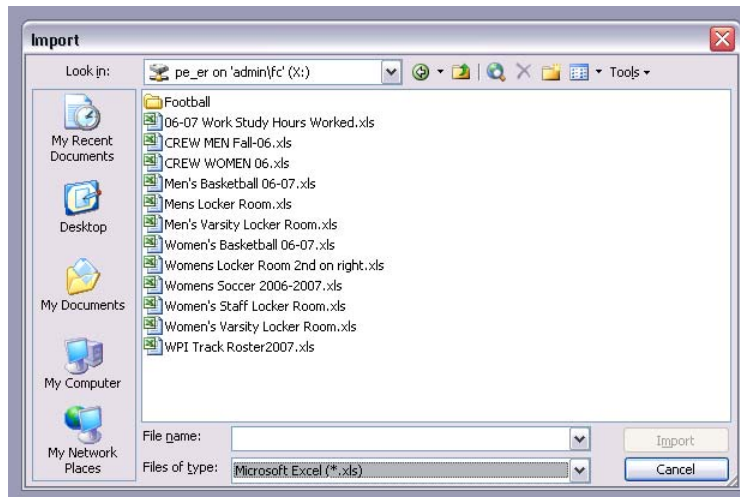 Import
Look in:
pe_er on 'admin\fc' (X:)
Tools
My Recent
Documents
Desktop
My Documents
My Computer
My Network
Places
Football
06-07 Work Study Hours Worked.xls
CREW MEN Fall-06.xls
CREW WOMEN 06.xls
Men's Basketball 06-07.xls
Mens Locker Room.xls
Men's Varsity Locker Room.xls
Women's Basketball 06-07.xls
Womens Locker Room 2nd on right.xls
Womens Soccer 2006-2007.xls
Women's Staff Locker Room.xls
Women's Varsity Locker Room.xls
WPI Track Roster2007.xls
File name:
Import
Files of type:
Microsoft Excel (*.xls)
Cancel